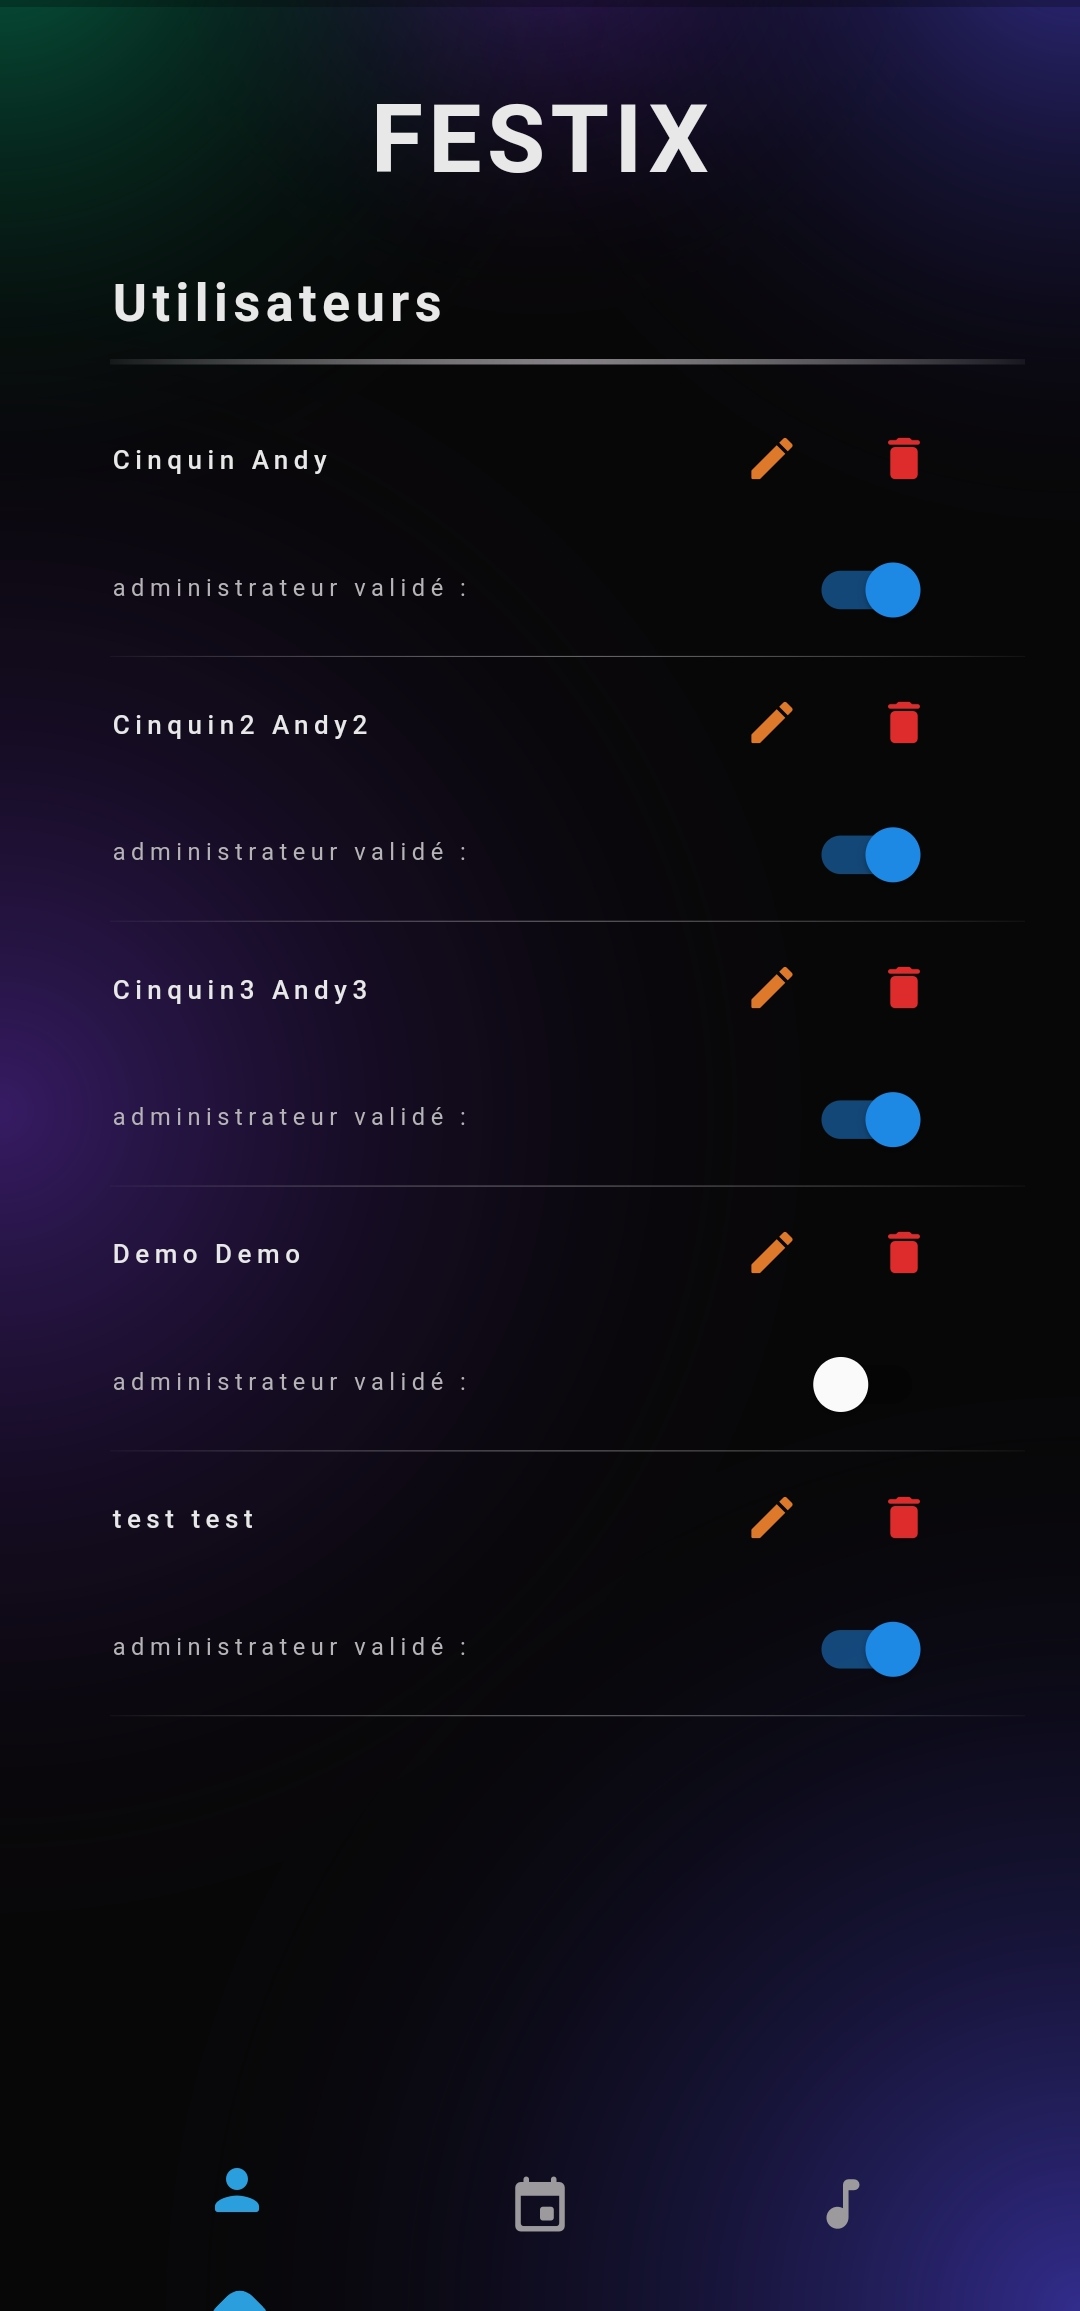 FESTIX
Utilisateurs
Cinquin Andy
administrateur validé :
Cinquin2 Andy2
administrateur validé :
Cinquin3 Andy3
administrateur validé :
Demo Demo
administrateur validé :
test test
administrateur validé :